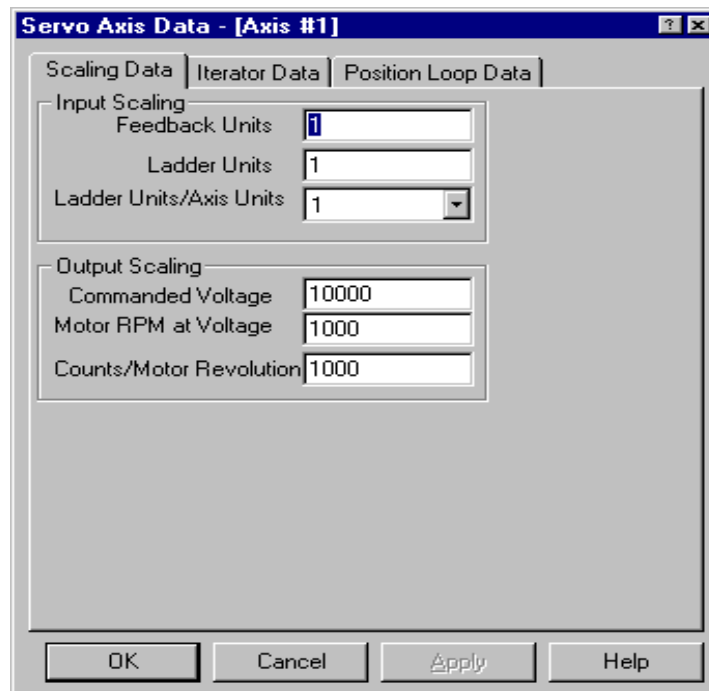 Servo Axis Data - [Axis #1]
Scaling Data Iterator Data Position Loop Data
Input Scaling
Feedback Units 1
Ladder Units 1
Ladder Units/Axis Units 1
Output Scaling
Commanded Voltage 10000
Motor RPM at Voltage 1000
Counts/Motor Revolution 1000
OK Cancel Apply Help